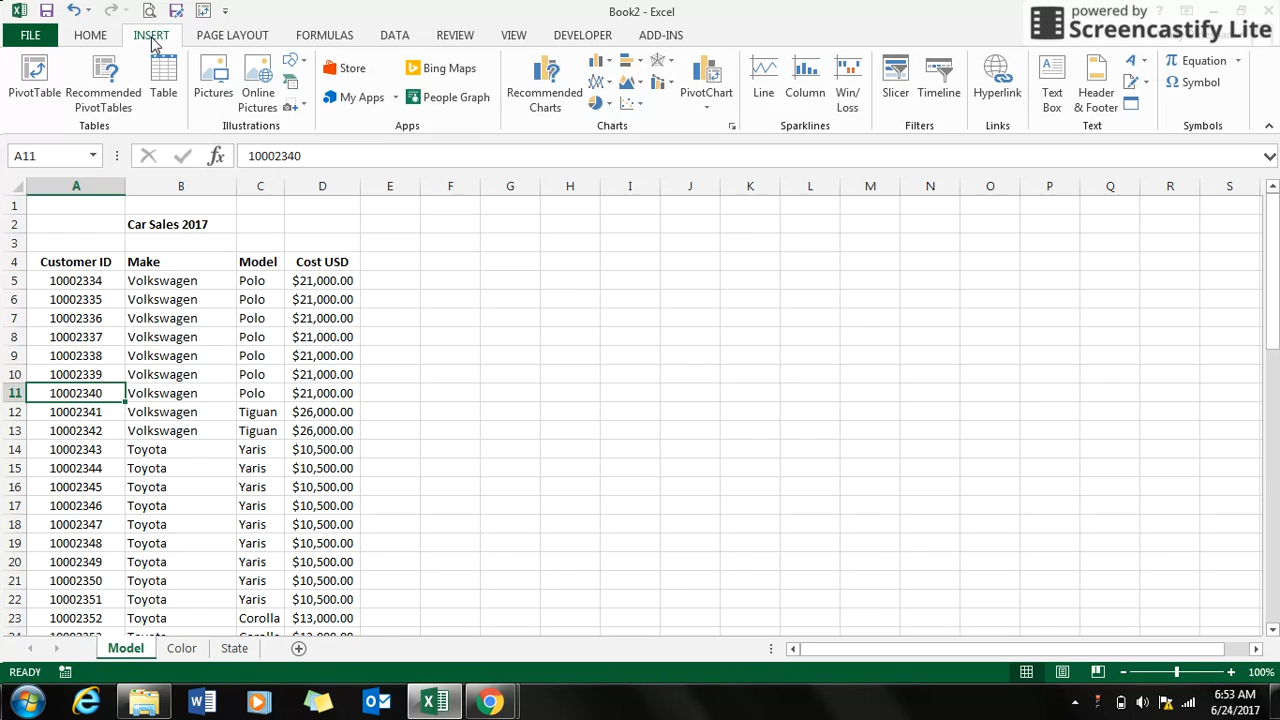 Book2 - Excel
powered by
Screencastify Lite
FILE HOME INSERT PAGE LAYOUT FORMULAS DATA REVIEW VIEW DEVELOPER ADD-INS
PivotTable Recommended PivotTables Table Pictures Online Pictures Store My Apps Bing Maps People Graph Recommended Charts PivotChart Line Column Win/Loss Slicer Timeline Hyperlink Text Box Header & Footer Equation Symbol
Tables Illustrations Apps Charts Sparklines Filters Links Text Symbols
A11 fx 10002340
A B C D E F G H I J K L M N O P Q R S
1
2 Car Sales 2017
3
4 Customer ID Make Model Cost USD
5 10002334 Volkswagen Polo $21,000.00
6 10002335 Volkswagen Polo $21,000.00
7 10002336 Volkswagen Polo $21,000.00
8 10002337 Volkswagen Polo $21,000.00
9 10002338 Volkswagen Polo $21,000.00
10 10002339 Volkswagen Polo $21,000.00
11 10002340 Volkswagen Polo $21,000.00
12 10002341 Volkswagen Tiguan $26,000.00
13 10002342 Volkswagen Tiguan $26,000.00
14 10002343 Toyota Yaris $10,500.00
15 10002344 Toyota Yaris $10,500.00
16 10002345 Toyota Yaris $10,500.00
17 10002346 Toyota Yaris $10,500.00
18 10002347 Toyota Yaris $10,500.00
19 10002348 Toyota Yaris $10,500.00
20 10002349 Toyota Yaris $10,500.00
21 10002350 Toyota Yaris $10,500.00
22 10002351 Toyota Yaris $10,500.00
23 10002352 Toyota Corolla $13,000.00
Model Color State
READY 100%
6:53 AM
6/24/2017